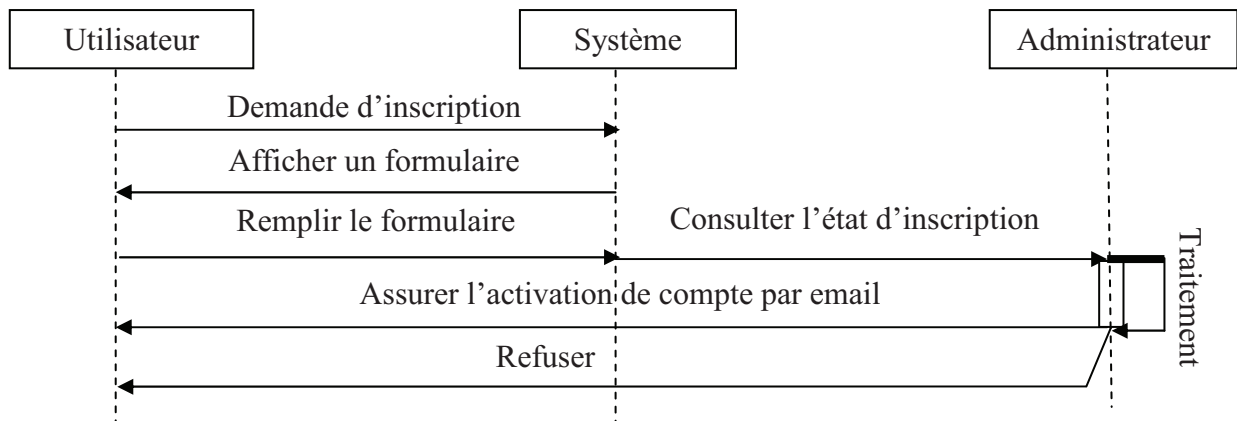 Utilisateur
Système
Administrateur
Demande d’inscription
Afficher un formulaire
Remplir le formulaire
Consulter l’état d’inscription
Traitement
Assurer l’activation de compte par email
Refuser